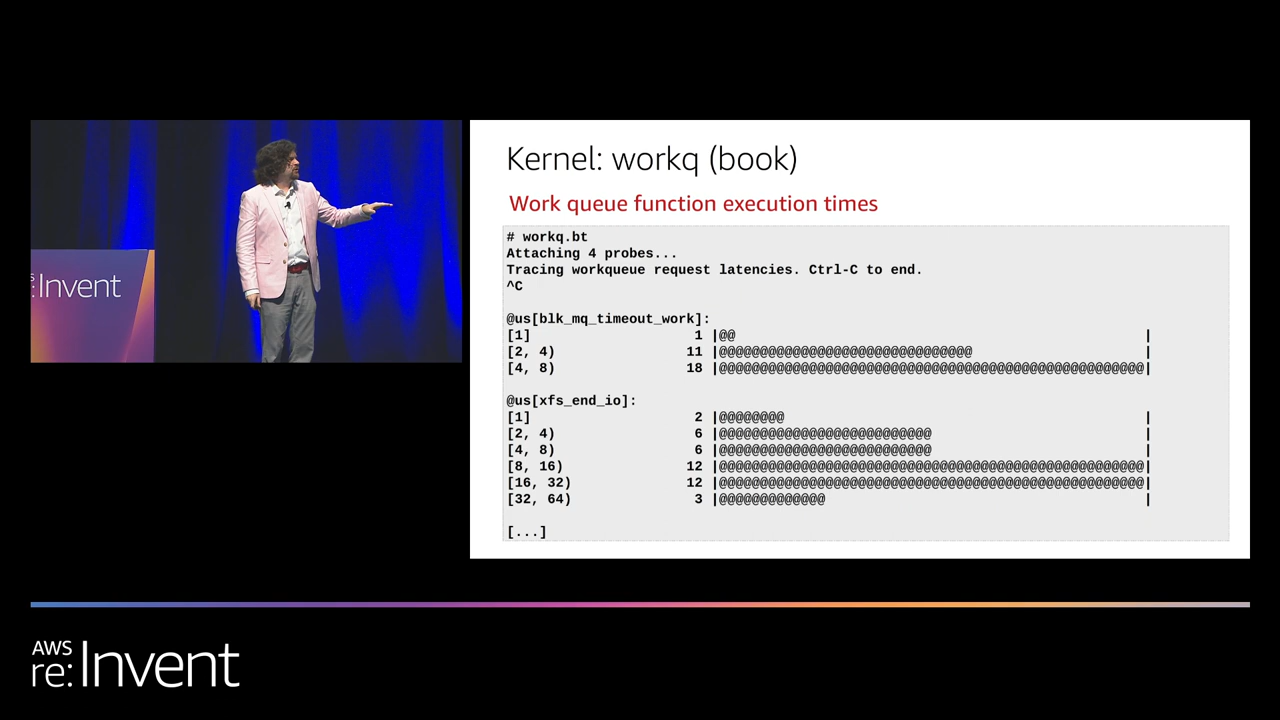 re:Invent
Kernel: workq (book)
Work queue function execution times
# workq.bt
Attaching 4 probes...
Tracing workqueue request latencies. Ctrl-C to end.
^C
@us[blk_mq_timeout_work]:
[1] 1 |@@ |
[2, 4) 11 |@@@@@@@@@@@@@@@@@@@@@@@@@@@@@@@ |
[4, 8) 18 |@@@@@@@@@@@@@@@@@@@@@@@@@@@@@@@@@@@@@@@@@@@@@@@@@@@@|
@us[xfs_end_io]:
[1] 2 |@@@@@@@@ |
[2, 4) 6 |@@@@@@@@@@@@@@@@@@@@@@@@@@ |
[4, 8) 6 |@@@@@@@@@@@@@@@@@@@@@@@@@@ |
[8, 16) 12 |@@@@@@@@@@@@@@@@@@@@@@@@@@@@@@@@@@@@@@@@@@@@@@@@@@@@|
[16, 32) 12 |@@@@@@@@@@@@@@@@@@@@@@@@@@@@@@@@@@@@@@@@@@@@@@@@@@@@|
[32, 64) 3 |@@@@@@@@@@@@@ |
[...]
AWS
re:Invent